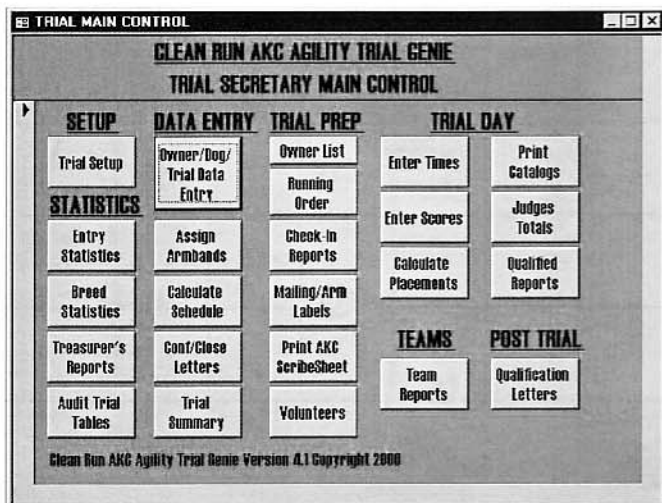 TRIAL MAIN CONTROL
CLEAN RUN AKC AGILITY TRIAL GENIE
TRIAL SECRETARY MAIN CONTROL
SETUP
Trial Setup
STATISTICS
Entry
Statistics
Breed
Statistics
Treasurer's
Reports
Audit Trial
Tables
DATA ENTRY
Owner/Dog/
Trial Data
Entry
Assign
Armbands
Calculate
Schedule
Conf/Close
Letters
Trial
Summary
TRIAL PREP
Owner List
Running
Order
Check-In
Reports
Mailing/Arm
Labels
Print AKC
ScribeSheet
Volunteers
TRIAL DAY
Enter Times
Enter Scores
Calculate
Placements
Print
Catalogs
Judges
Totals
Qualified
Reports
TEAMS
Team
Reports
POST TRIAL
Qualification
Letters
Clean Run AKC Agility Trial Genie Version 4.1 Copyright 2000